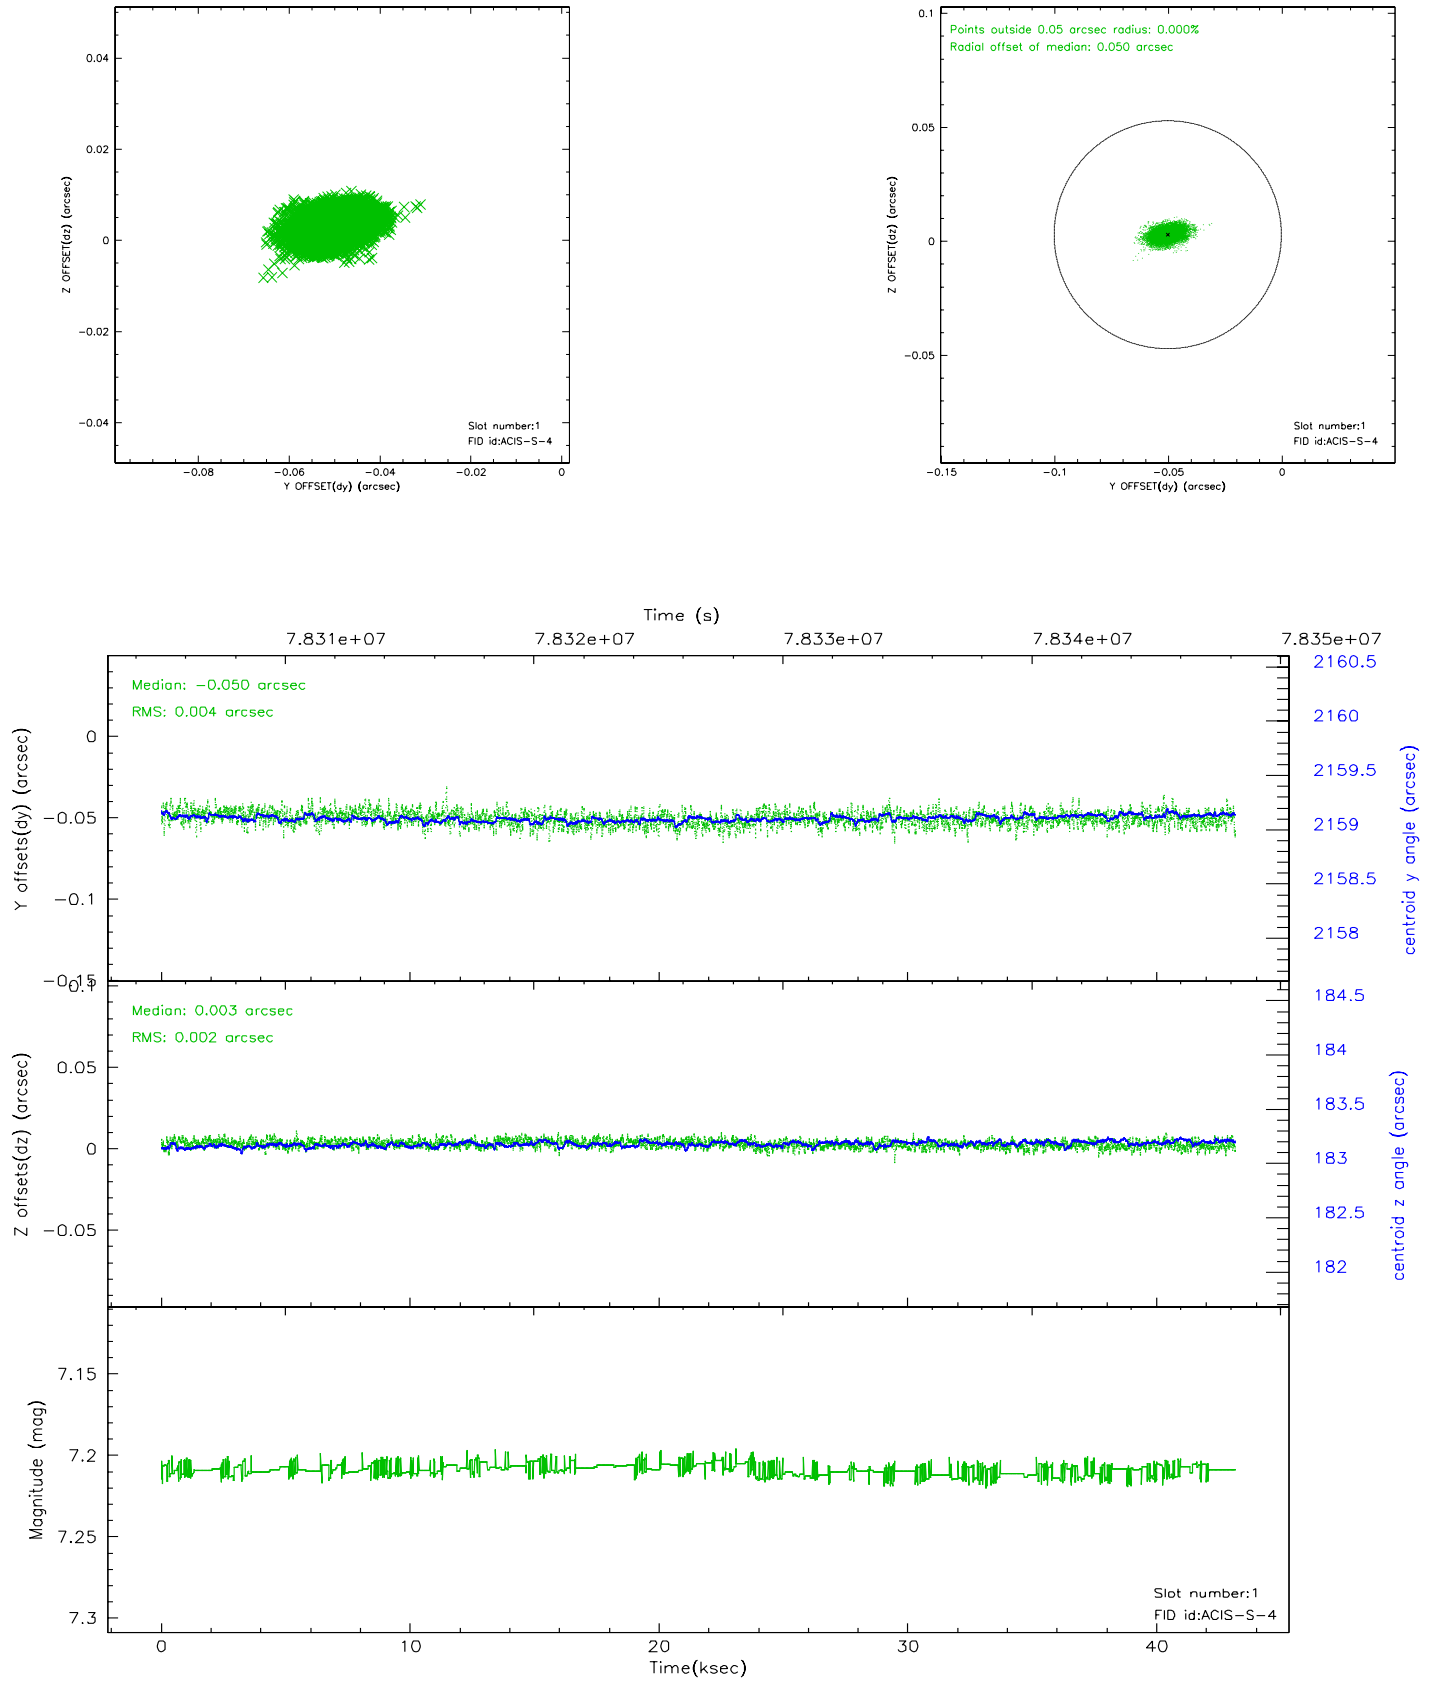 0.04
0.02
0
−0.02
−0.04
Z OFFSET(dz) (arcsec)
Slot number:1
FID id:ACIS−S−4
−0.08
−0.06
−0.04
−0.02
0
Y OFFSET(dy) (arcsec)
0.1
0.05
0
−0.05
Z OFFSET(dz) (arcsec)
Points outside 0.05 arcsec radius: 0.000%
Radial offset of median: 0.050 arcsec
Slot number:1
FID id:ACIS−S−4
−0.15
−0.1
−0.05
0
Y OFFSET(dy) (arcsec)
Time (s)
7.831e+07
7.832e+07
7.833e+07
7.834e+07
7.835e+07
Median: −0.050 arcsec
RMS: 0.004 arcsec
0
−0.05
−0.1
−0.15
Y offsets(dy) (arcsec)
2160.5
2160
2159.5
2159
2158.5
2158
centroid y angle (arcsec)
Median: 0.003 arcsec
RMS: 0.002 arcsec
0.1
0.05
0
−0.05
Z offsets(dz) (arcsec)
184.5
184
183.5
183
182.5
182
centroid z angle (arcsec)
7.15
7.2
7.25
7.3
Magnitude (mag)
Slot number:1
FID id:ACIS−S−4
0
10
20
30
40
Time(ksec)